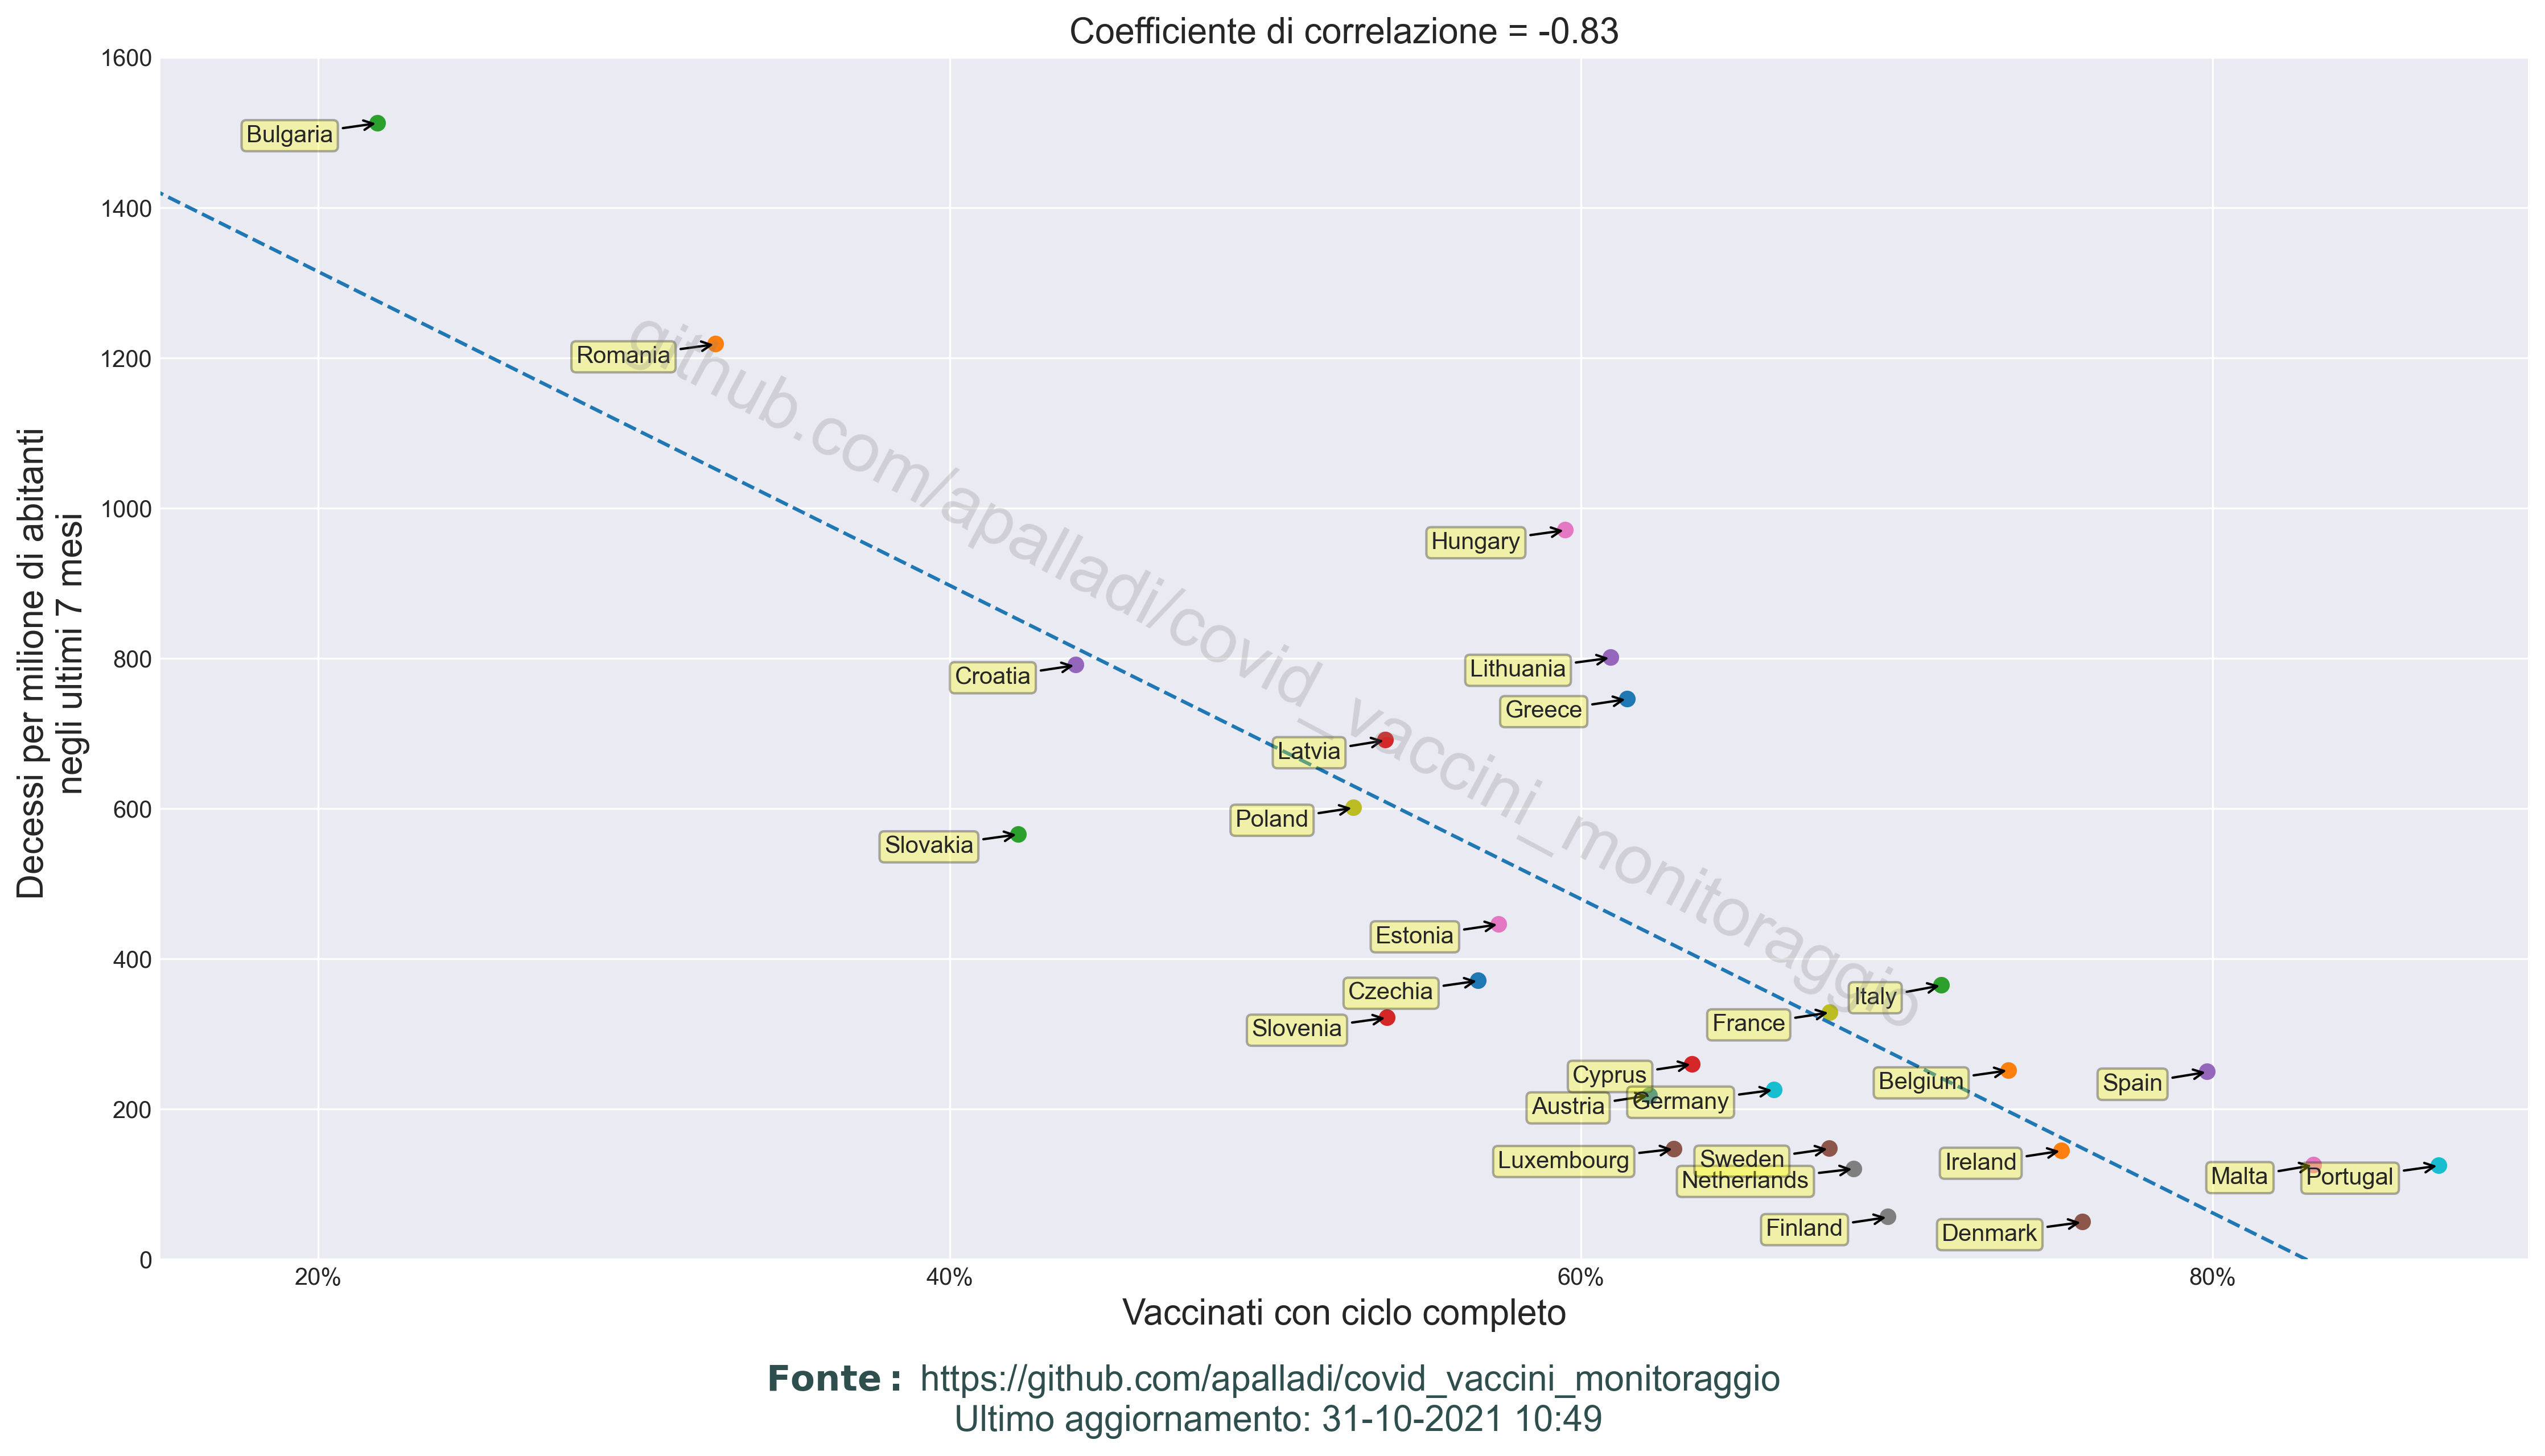 Coefficiente di correlazione = -0.83
1600
1400
1200
1000
800
600
400
200
0
Decessi per milione di abitanti
negli ultimi 7 mesi
Bulgaria
Romania
Hungary
Croatia
Lithuania
Greece
Latvia
Poland
Slovakia
Estonia
Czechia
Slovenia
Italy
France
Cyprus
Belgium
Spain
Austria
Germany
Luxembourg
Sweden
Netherlands
Ireland
Malta
Portugal
Finland
Denmark
github.com/apalladi/covid_vaccini_monitoraggio
20%
40%
60%
80%
Vaccinati con ciclo completo
Fonte: https://github.com/apalladi/covid_vaccini_monitoraggio
Ultimo aggiornamento: 31-10-2021 10:49